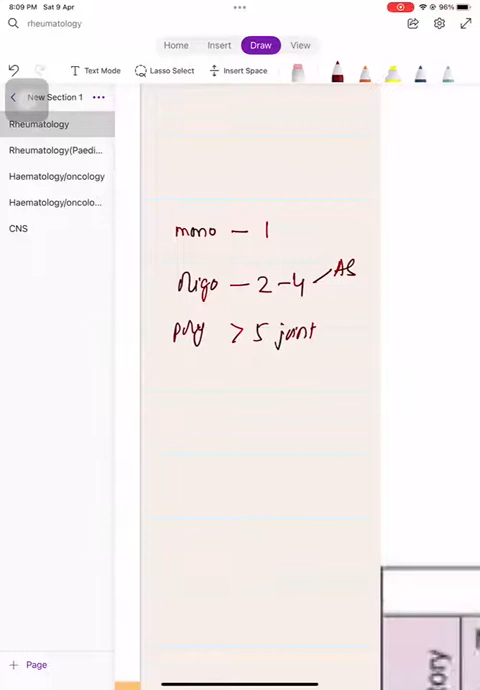 8:09 PM Sat 9 Apr
96%
rheumatology
Home Insert Draw View
Text Mode Lasso Select Insert Space
New Section 1
Rheumatology
Rheumatology(Paedi...
Haematology/oncology
Haematology/oncolo...
CNS
mono – 1
oligo – 2 – 4 AS
poly > 5 joint
ory
+ Page